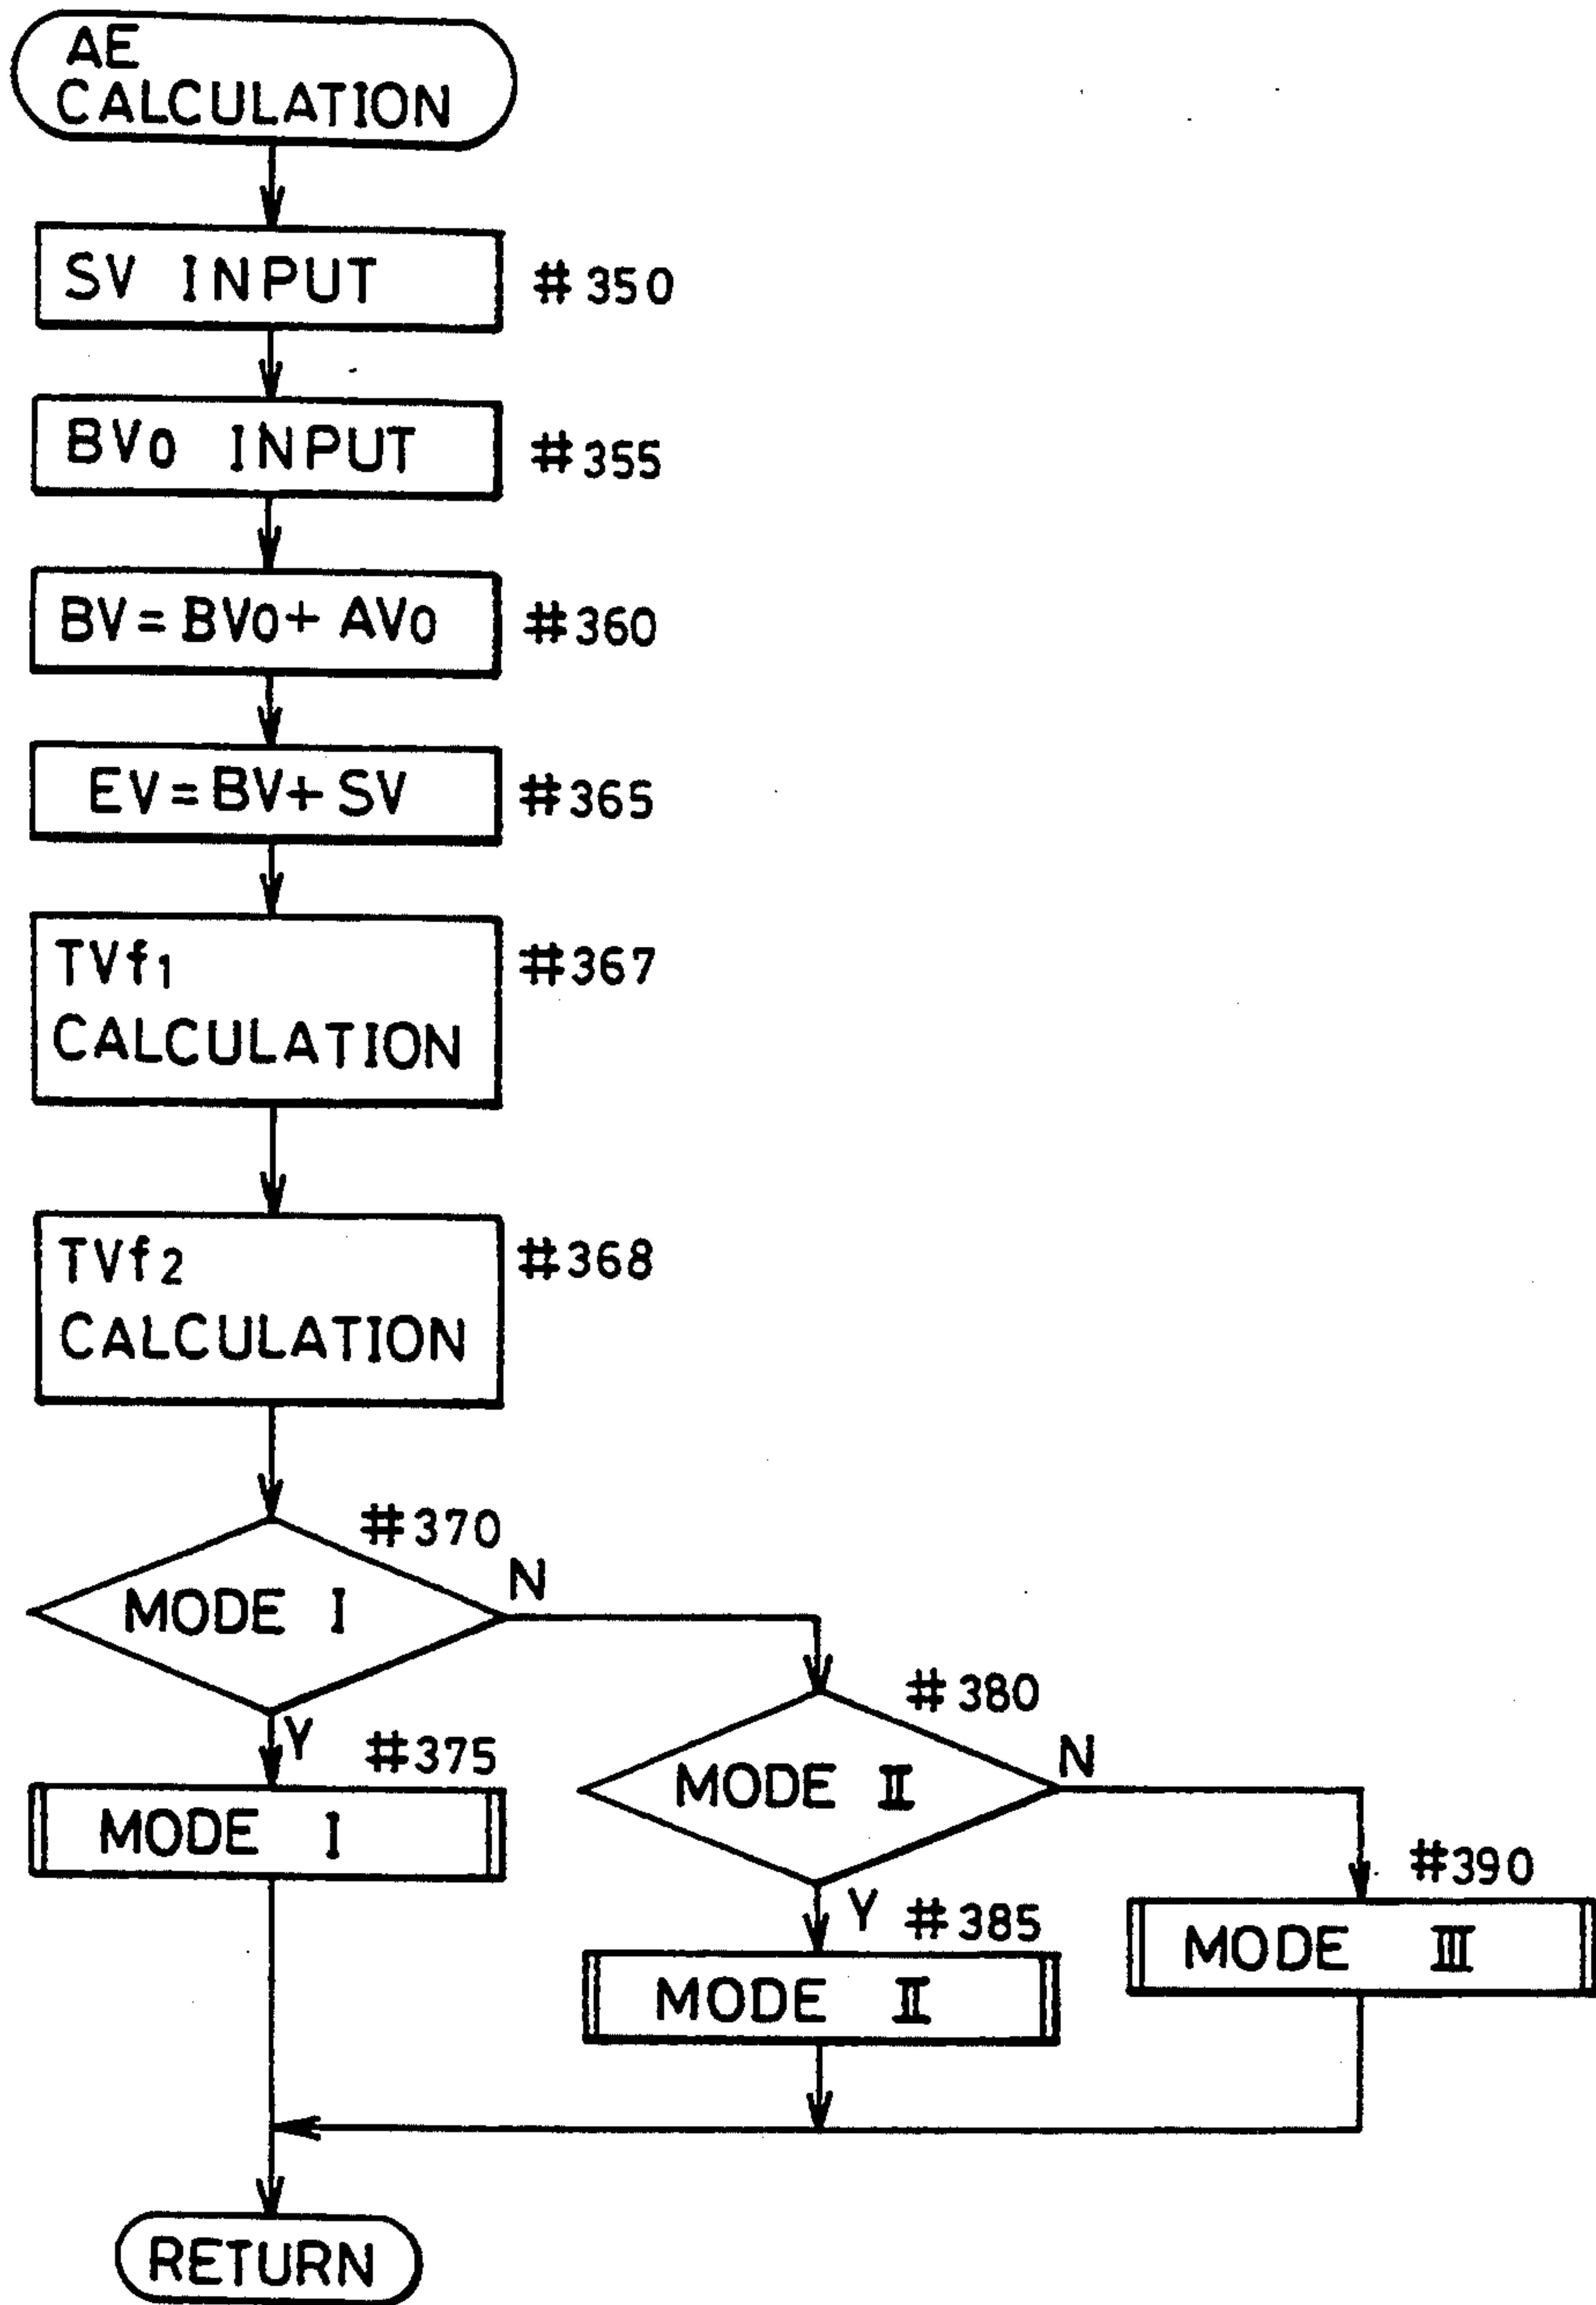 AE
CALCULATION
SV INPUT #350
BV0 INPUT #355
BV=BV0+AV0 #360
EV=BV+SV #365
TVf1 #367
CALCULATION
TVf2 #368
CALCULATION
#370
MODE I
N
Y
#375
MODE I
#380
MODE II
N
Y
#385
MODE II
#390
MODE III
RETURN